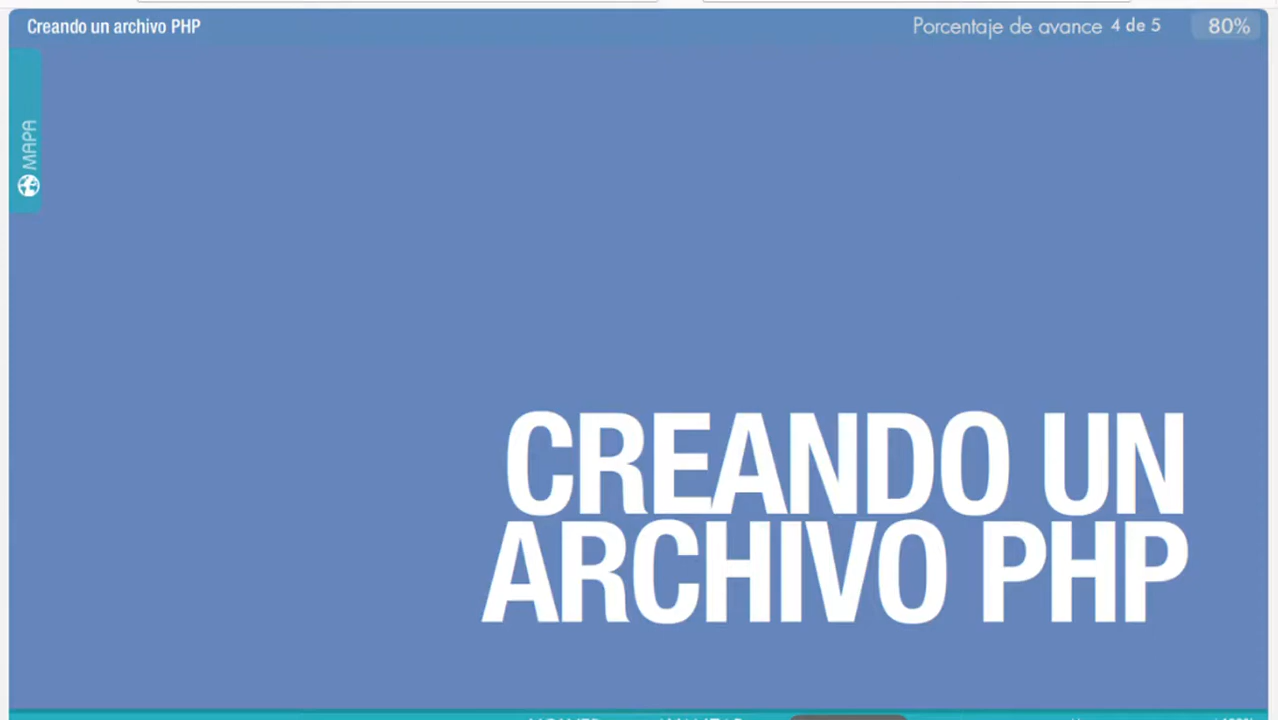 Creando un archivo PHP
Porcentaje de avance 4 de 5 80%
MAPA
CREANDO UN
ARCHIVO PHP